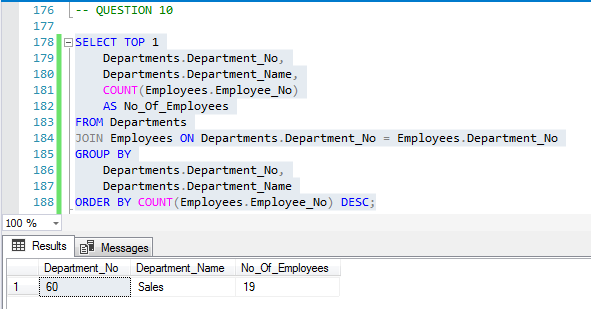 176 -- QUESTION 10
177
178 SELECT TOP 1
179 Departments.Department_No,
180 Departments.Department_Name,
181 COUNT(Employees.Employee_No)
182 AS No_Of_Employees
183 FROM Departments
184 JOIN Employees ON Departments.Department_No = Employees.Department_No
185 GROUP BY
186 Departments.Department_No,
187 Departments.Department_Name
188 ORDER BY COUNT(Employees.Employee_No) DESC;
100 %
Results Messages
Department_No Department_Name No_Of_Employees
1 60 Sales 19